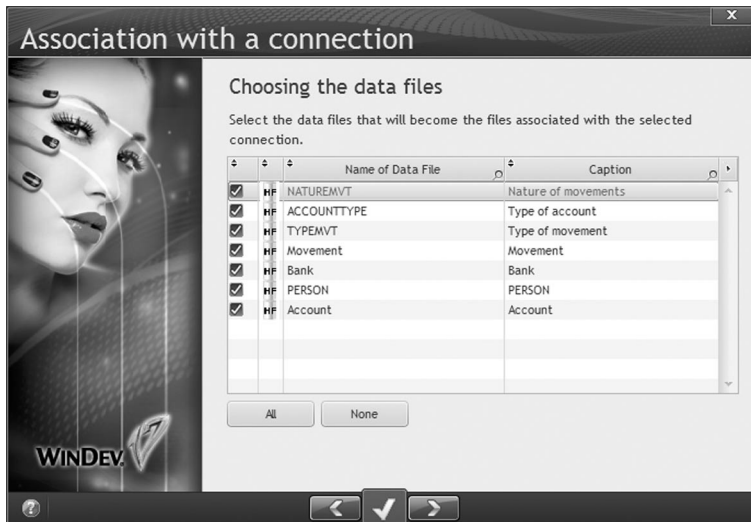 X
Association with a connection
Choosing the data files
Select the data files that will become the files associated with the selected
connection.
Name of Data File Caption
HF NATUREMVT Nature of movements
HF ACCOUNTTYPE Type of account
HF TYPEMVT Type of movement
HF Movement Movement
HF Bank Bank
HF PERSON PERSON
HF Account Account
All None
WINDEV.
?